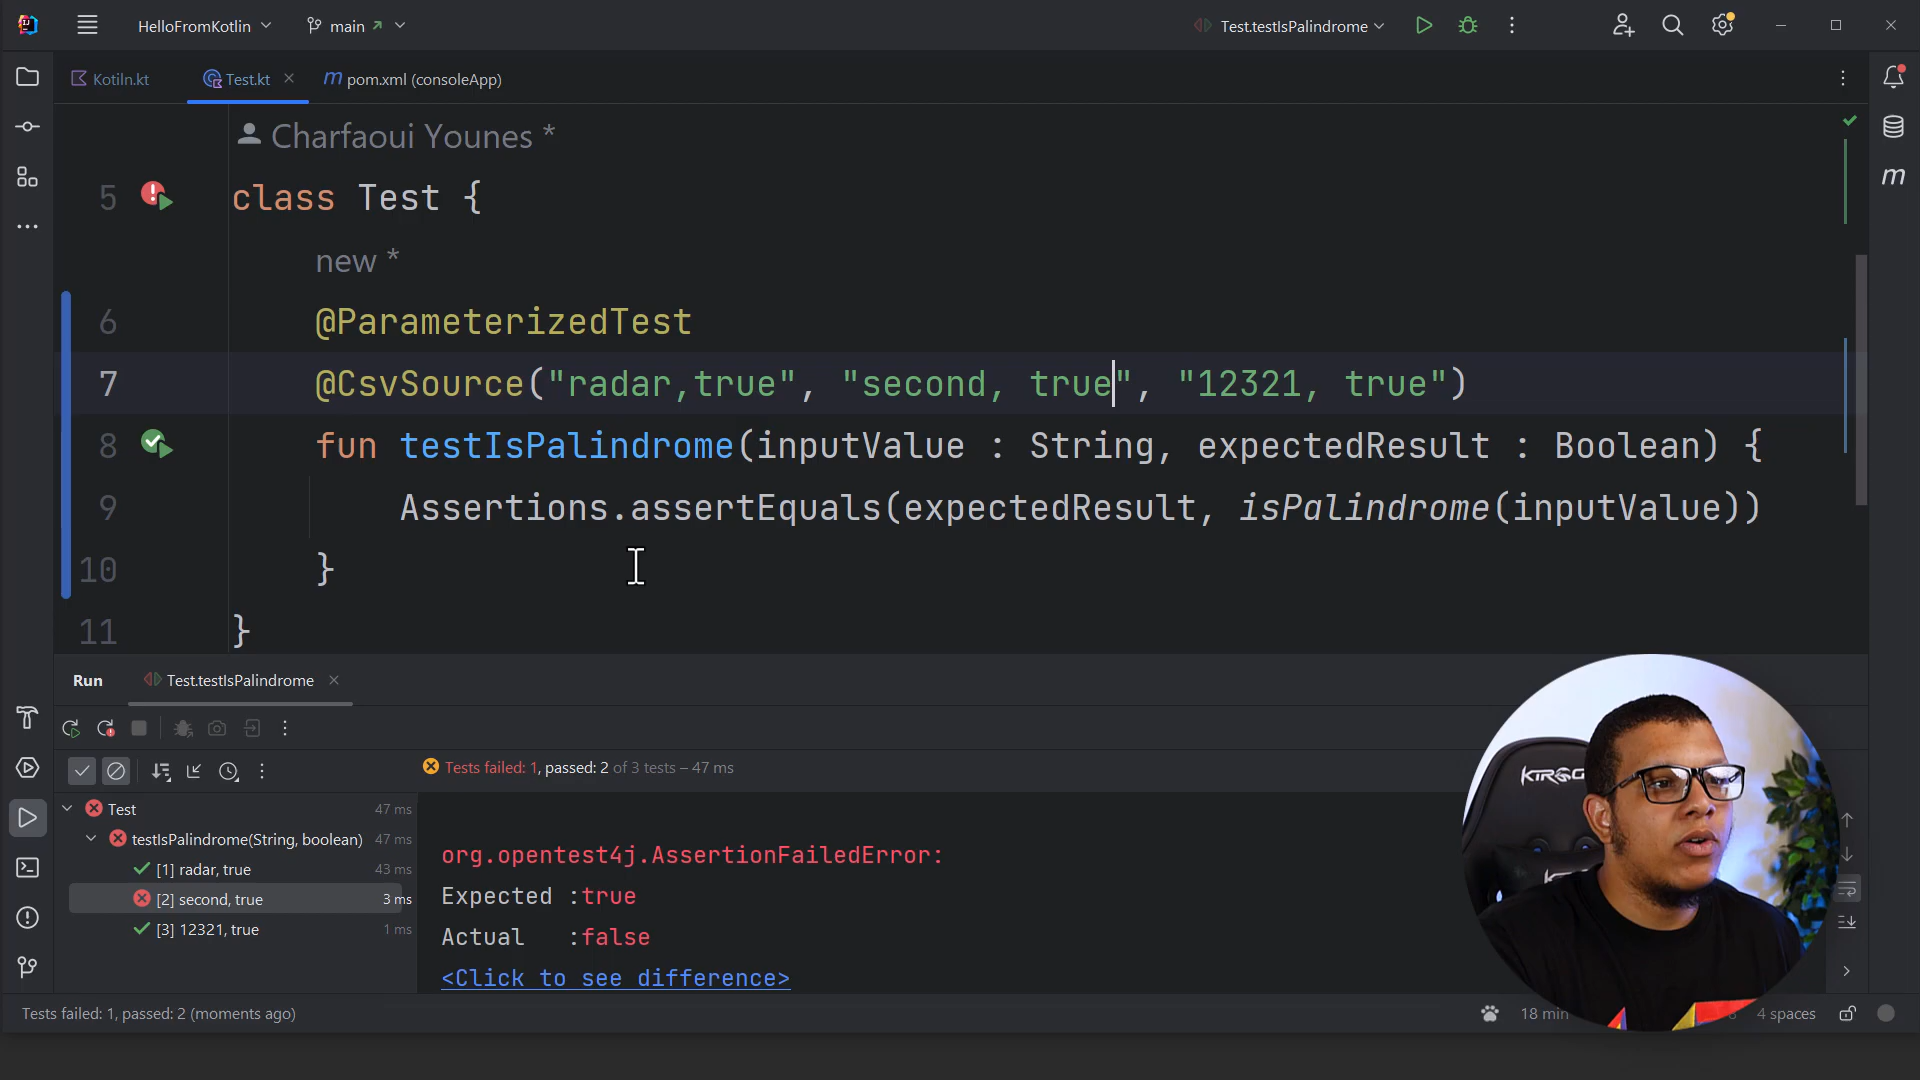 HelloFromKotlin
main
Test.testIsPalindrome
Kotiln.kt
Test.kt
m pom.xml (consoleApp)
m
Charfaoui Younes *
5 class Test {
new *
6 @ParameterizedTest
7 @CsvSource("radar,true", "second, true", "12321, true")
8 fun testIsPalindrome(inputValue : String, expectedResult : Boolean) {
9 Assertions.assertEquals(expectedResult, isPalindrome(inputValue))
10 }
11 }
Run
Test.testIsPalindrome
Tests failed: 1, passed: 2 of 3 tests – 47 ms
Test 47 ms
testIsPalindrome(String, boolean) 47 ms
[1] radar, true 43 ms
[2] second, true 3 ms
[3] 12321, true 1 ms
org.opentest4j.AssertionFailedError:
Expected :true
Actual :false
<Click to see difference>
Tests failed: 1, passed: 2 (moments ago)
18 min
4 spaces